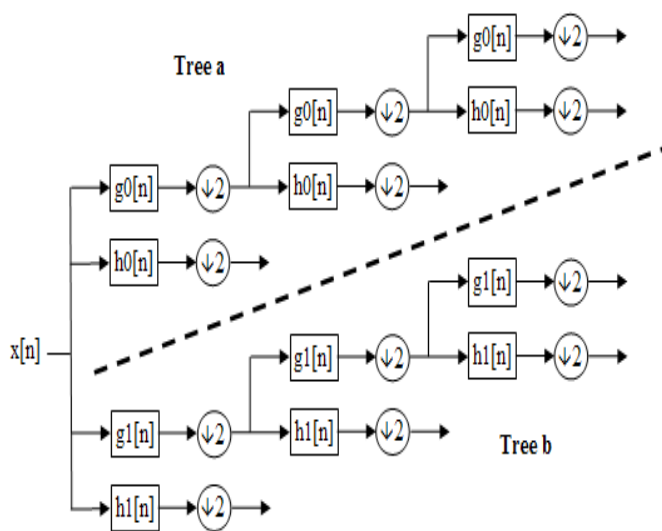 g0[n] ↓2
Tree a
g0[n] ↓2
h0[n] ↓2
g0[n] ↓2
h0[n] ↓2
h0[n] ↓2
x[n]
g1[n] ↓2
g1[n] ↓2
h1[n] ↓2
g1[n] ↓2
h1[n] ↓2
Tree b
h1[n] ↓2